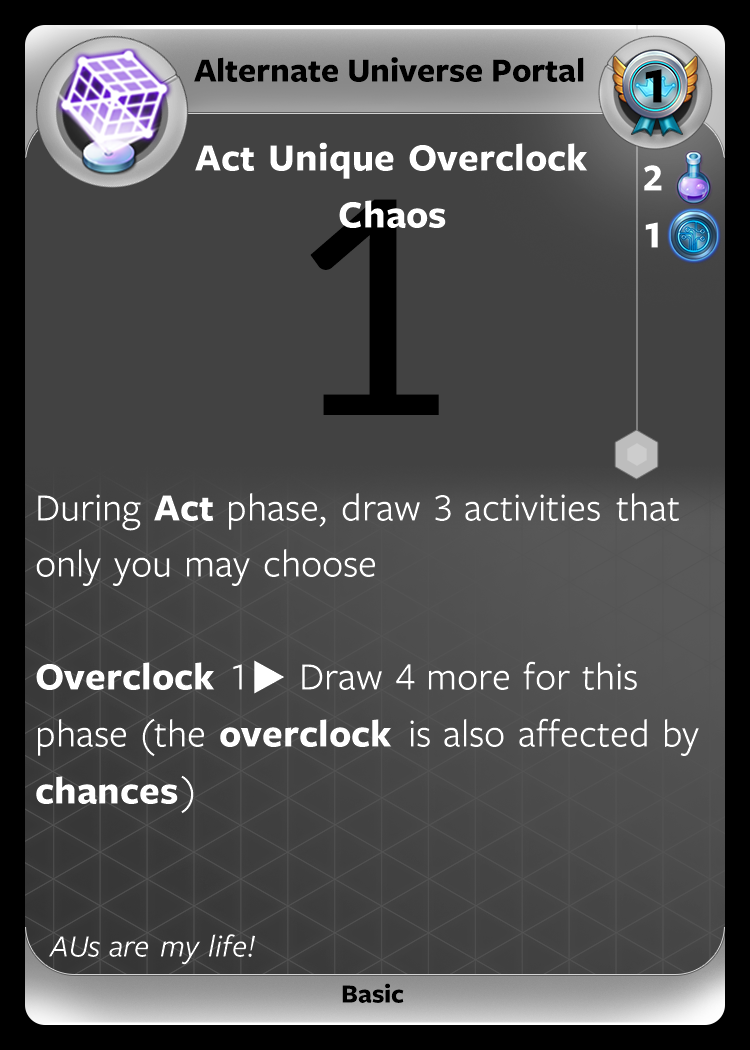 Alternate Universe Portal
1
Act Unique Overclock
Chaos
2
1
1
During Act phase, draw 3 activities that
only you may choose
Overclock 1▶ Draw 4 more for this
phase (the overclock is also affected by
chances)
AUs are my life!
Basic